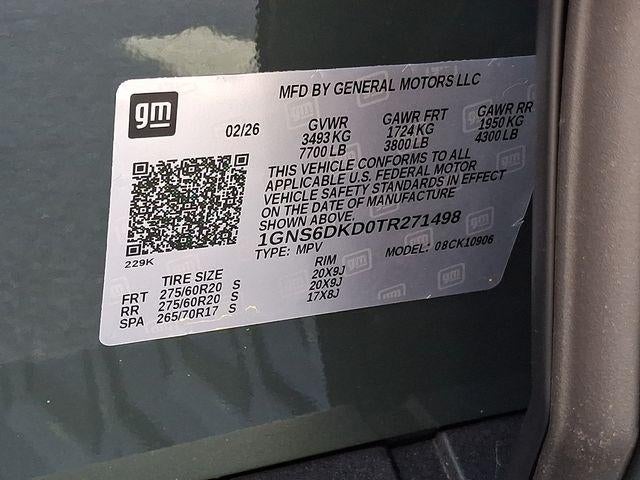 MFD BY GENERAL MOTORS LLC
gm
02/26 GVWR GAWR FRT GAWR RR
3493 KG 1724 KG 1950 KG
7700 LB 3800 LB 4300 LB
THIS VEHICLE CONFORMS TO ALL
APPLICABLE U.S. FEDERAL MOTOR
VEHICLE SAFETY STANDARDS IN EFFECT
ON THE DATE OF MANUFACTURE
SHOWN ABOVE.
1GNS6DKD0TR271498
229K
TYPE: MPV MODEL: 08CK10906
TIRE SIZE RIM
FRT 275/60R20 S 20X9J
RR 275/60R20 S 20X9J
SPA 265/70R17 S 17X8J